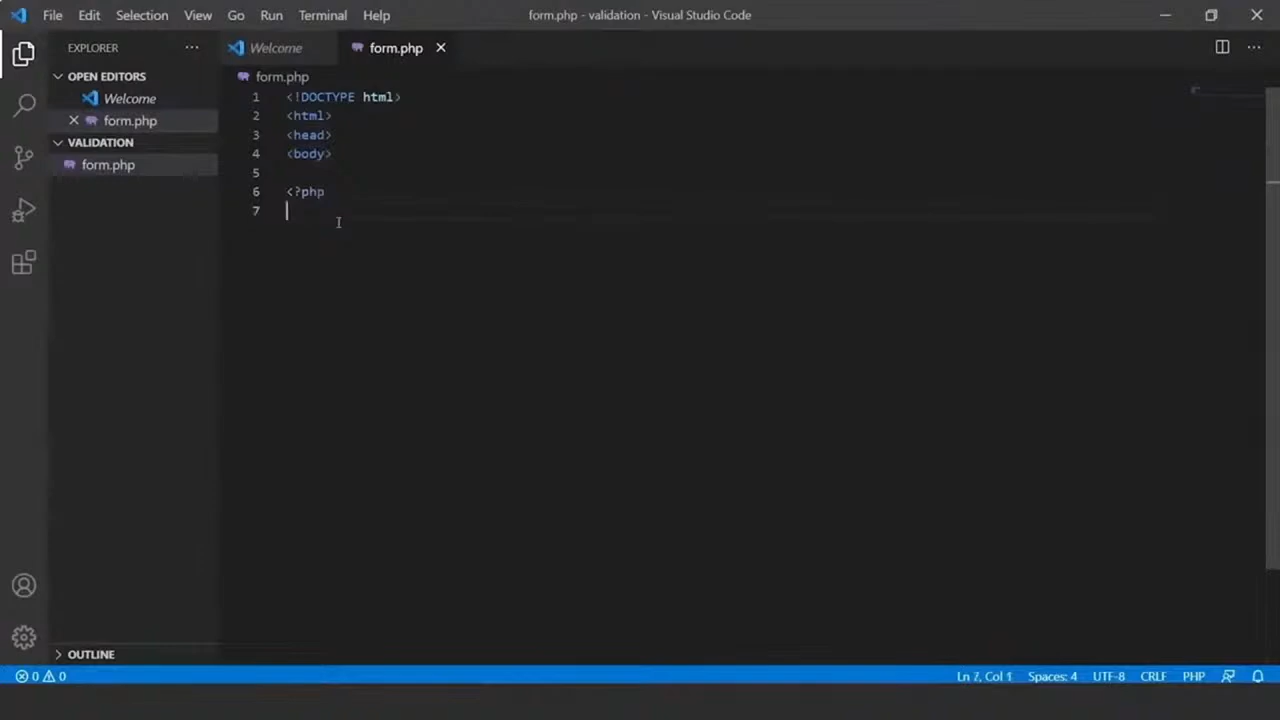 File Edit Selection View Go Run Terminal Help form.php - validation - Visual Studio Code
EXPLORER
Welcome form.php
OPEN EDITORS
Welcome
form.php
VALIDATION
form.php
form.php
1 <!DOCTYPE html>
2 <html>
3 <head>
4 <body>
5
6 <?php
7
OUTLINE
0 0 Ln 7, Col 1 Spaces: 4 UTF-8 CRLF PHP